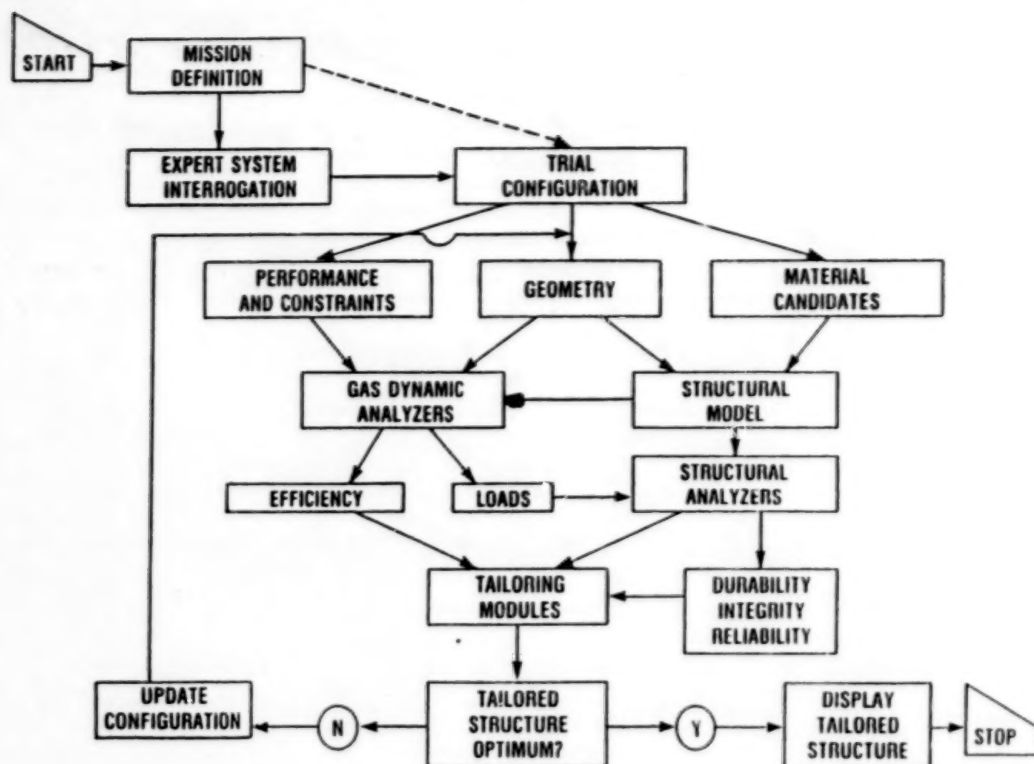 START
MISSION
DEFINITION
EXPERT SYSTEM
INTERROGATION
TRIAL
CONFIGURATION
PERFORMANCE
AND CONSTRAINTS
GEOMETRY
MATERIAL
CANDIDATES
GAS DYNAMIC
ANALYZERS
STRUCTURAL
MODEL
EFFICIENCY
LOADS
STRUCTURAL
ANALYZERS
TAILORING
MODULES
DURABILITY
INTEGRITY
RELIABILITY
UPDATE
CONFIGURATION
N
TAILORED
STRUCTURE
OPTIMUM?
Y
DISPLAY
TAILORED
STRUCTURE
STOP